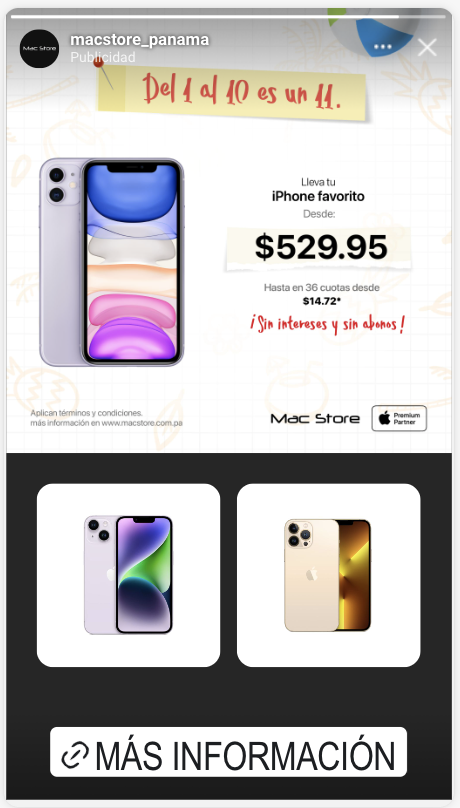 macstore_panama
Publicidad
Mac Store
Del 1 al 10 es un 11.
Lleva tu
iPhone favorito
Desde:
$529.95
Hasta en 36 cuotas desde
$14.72*
¡Sin intereses y sin abonos!
Aplican términos y condiciones.
más información en www.macstore.com.pa
Mac Store
Premium
Partner
MÁS INFORMACIÓN